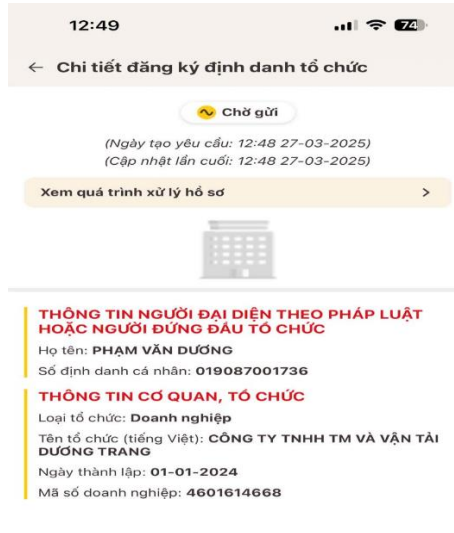 12:49
74
Chi tiết đăng ký định danh tổ chức
Chờ gửi
(Ngày tạo yêu cầu: 12:48 27-03-2025)
(Cập nhật lần cuối: 12:48 27-03-2025)
Xem quá trình xử lý hồ sơ
THÔNG TIN NGƯỜI ĐẠI DIỆN THEO PHÁP LUẬT
HOẶC NGƯỜI ĐỨNG ĐẦU TỔ CHỨC
Họ tên: PHẠM VĂN DƯƠNG
Số định danh cá nhân: 019087001736
THÔNG TIN CƠ QUAN, TỔ CHỨC
Loại tổ chức: Doanh nghiệp
Tên tổ chức (tiếng Việt): CÔNG TY TNHH TM VÀ VẬN TẢI
DƯƠNG TRANG
Ngày thành lập: 01-01-2024
Mã số doanh nghiệp: 4601614668